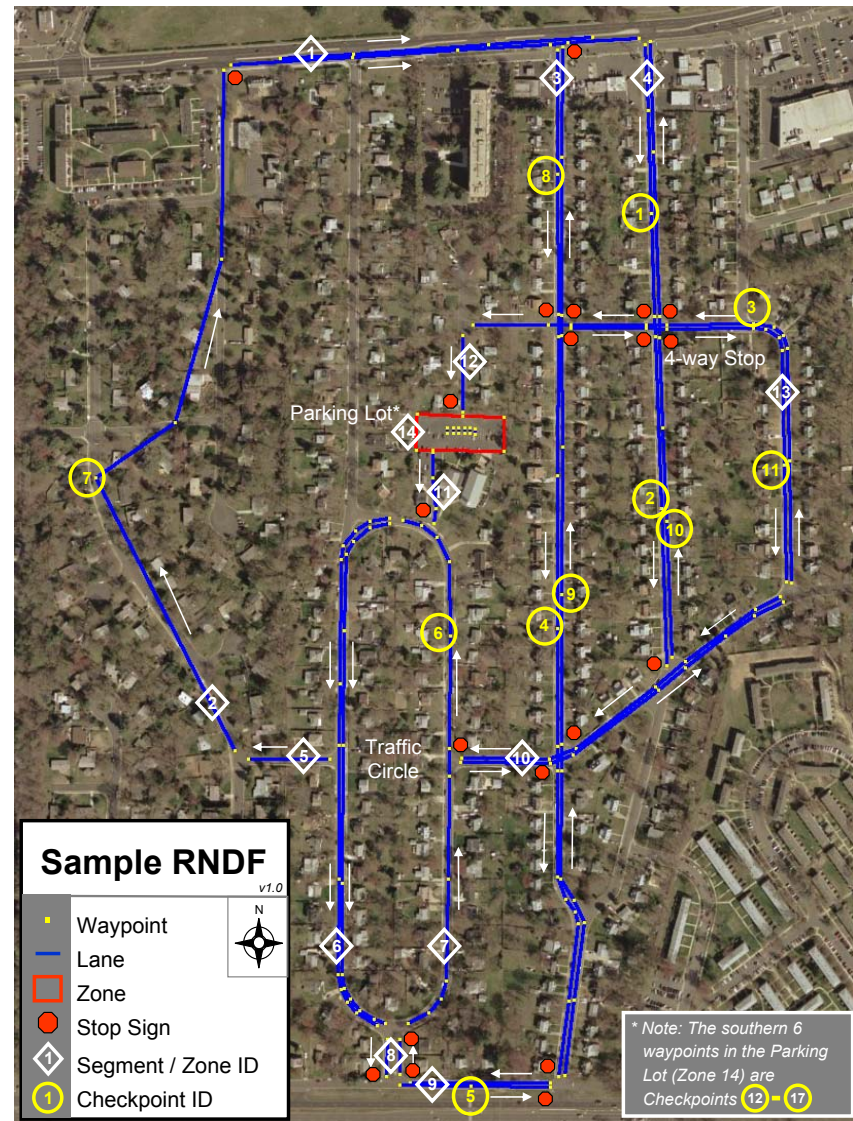 1
3
4
8
1
3
4-way Stop
12
13
Parking Lot*
14
11
7
11
2
10
9
4
6
2
5
Traffic
Circle
10
6
7
8
9
5
Sample RNDF
v1.0
N
Waypoint
Lane
Zone
Stop Sign
1 Segment / Zone ID
1 Checkpoint ID
* Note: The southern 6
waypoints in the Parking
Lot (Zone 14) are
Checkpoints 12 - 17